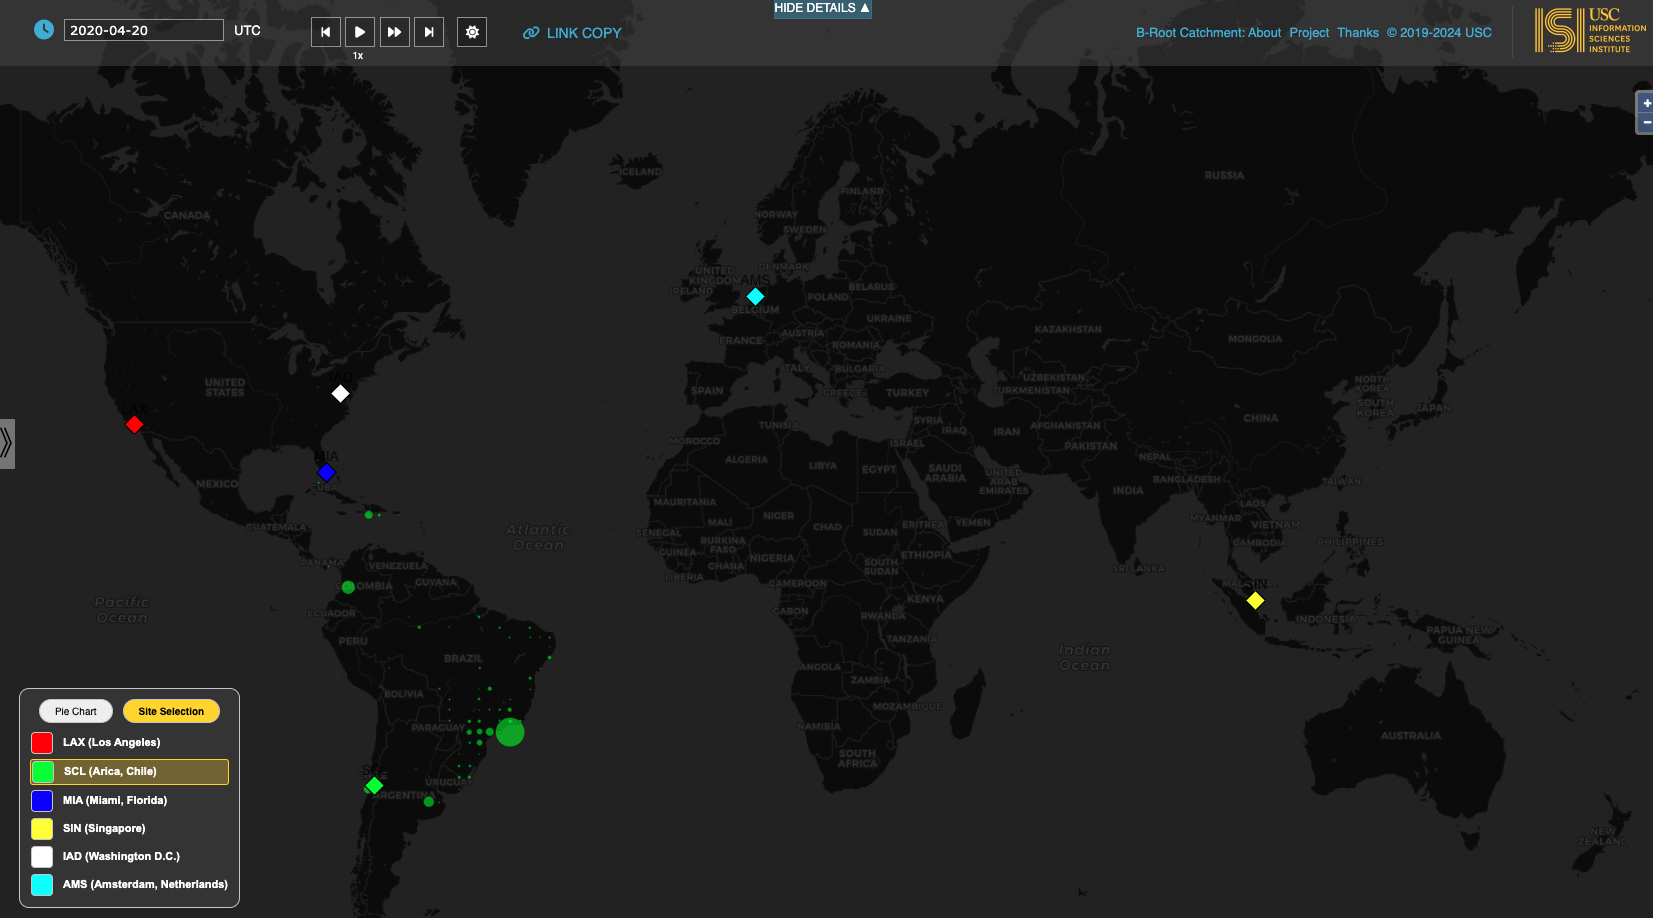 HIDE DETAILS ▲
2020-04-20 UTC
1x
LINK COPY
B-Root Catchment: About Project Thanks © 2019-2024 USC
USC
INFORMATION
SCIENCES
INSTITUTE
+
−
ICELAND
RUSSIA
FINLAND
CANADA
NORWAY
SWEDEN
DENMARK
UNITED
KINGDOM
AMS
IRELAND
BELARUS
POLAND
BELGIUM
UKRAINE
KAZAKHSTAN
AUSTRIA
FRANCE
ROMANIA
MONGOLIA
ITALY
BULGARIA
UZBEKISTAN
TURKMENISTAN
NORTH
KOREA
UNITED
STATES
IAD
SPAIN
GREECE
TURKEY
SOUTH
KOREA
JAPAN
LAX
TUNISIA
SYRIA
IRAQ
IRAN
AFGHANISTAN
CHINA
MOROCCO
ISRAEL
PAKISTAN
MIA
ALGERIA
LIBYA
EGYPT
SAUDI
ARABIA
NEPAL
UNITED
ARAB
EMIRATES
BANGLADESH
TAIWAN
MEXICO
CUBA
INDIA
MAURITANIA
LAOS
MALI
NIGER
CHAD
SUDAN
ERITREA
YEMEN
MYANMAR
VIETNAM
GUATEMALA
Atlantic
Ocean
SENEGAL
BURKINA
FASO
CAMBODIA
PHILIPPINES
GUINEA
NIGERIA
ETHIOPIA
PANAMA
VENEZUELA
GHANA
SOUTH
SUDAN
SRI LANKA
LIBERIA
CAMEROON
COLOMBIA
GUYANA
MALAYSIA
Pacific
Ocean
ECUADOR
GABON
KENYA
RWANDA
INDONESIA
PERU
TANZANIA
PAPUA NEW
GUINEA
BRAZIL
ANGOLA
Indian
Ocean
BOLIVIA
ZAMBIA
MOZAMBIQUE
PARAGUAY
NAMIBIA
AUSTRALIA
SOUTH
AFRICA
SCL
URUGUAY
ARGENTINA
NEW
ZEALAND
Pie Chart
Site Selection
LAX (Los Angeles)
SCL (Arica, Chile)
MIA (Miami, Florida)
SIN (Singapore)
IAD (Washington D.C.)
AMS (Amsterdam, Netherlands)